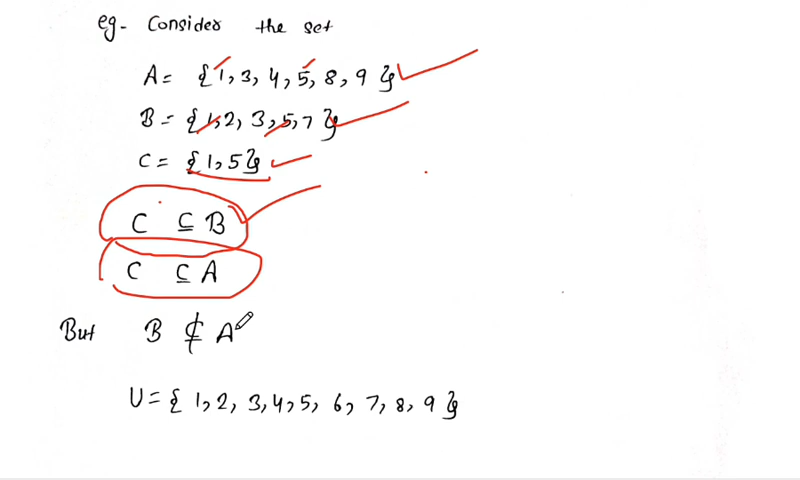 eg- Consider the set
A = {1, 3, 4, 5, 8, 9}
B = {1, 2, 3, 5, 7}
C = {1, 5}
C ⊆ B
C ⊆ A
But B ⊄ A
U = { 1, 2, 3, 4, 5, 6, 7, 8, 9 }